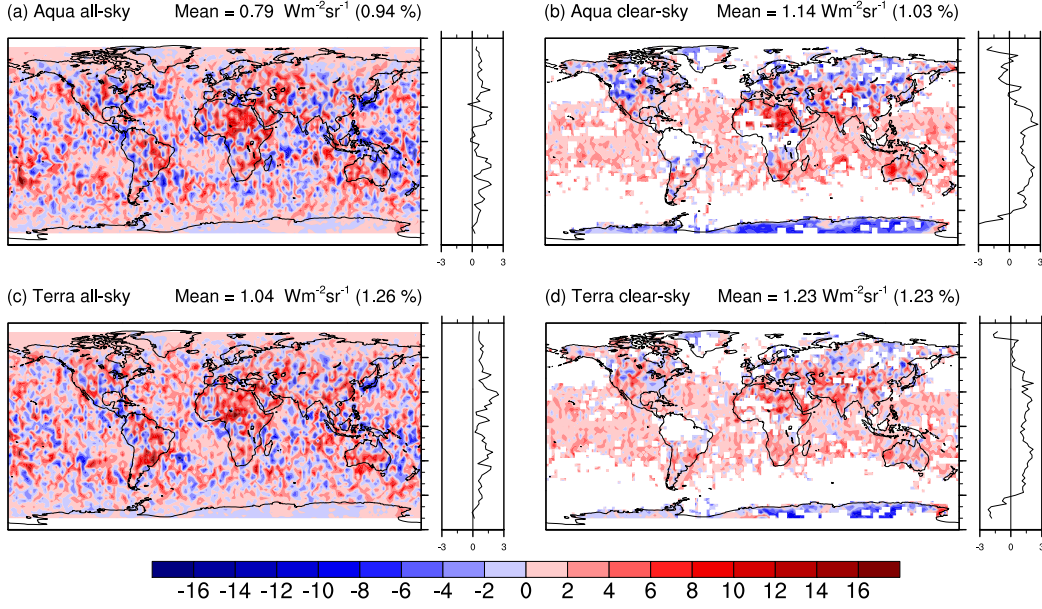 (a) Aqua all-sky Mean = 0.79 Wm⁻²sr⁻¹ (0.94 %)
(b) Aqua clear-sky Mean = 1.14 Wm⁻²sr⁻¹ (1.03 %)
-3 0 3
-3 0 3
(c) Terra all-sky Mean = 1.04 Wm⁻²sr⁻¹ (1.26 %)
(d) Terra clear-sky Mean = 1.23 Wm⁻²sr⁻¹ (1.23 %)
-3 0 3
-3 0 3
-16 -14 -12 -10 -8 -6 -4 -2 0 2 4 6 8 10 12 14 16